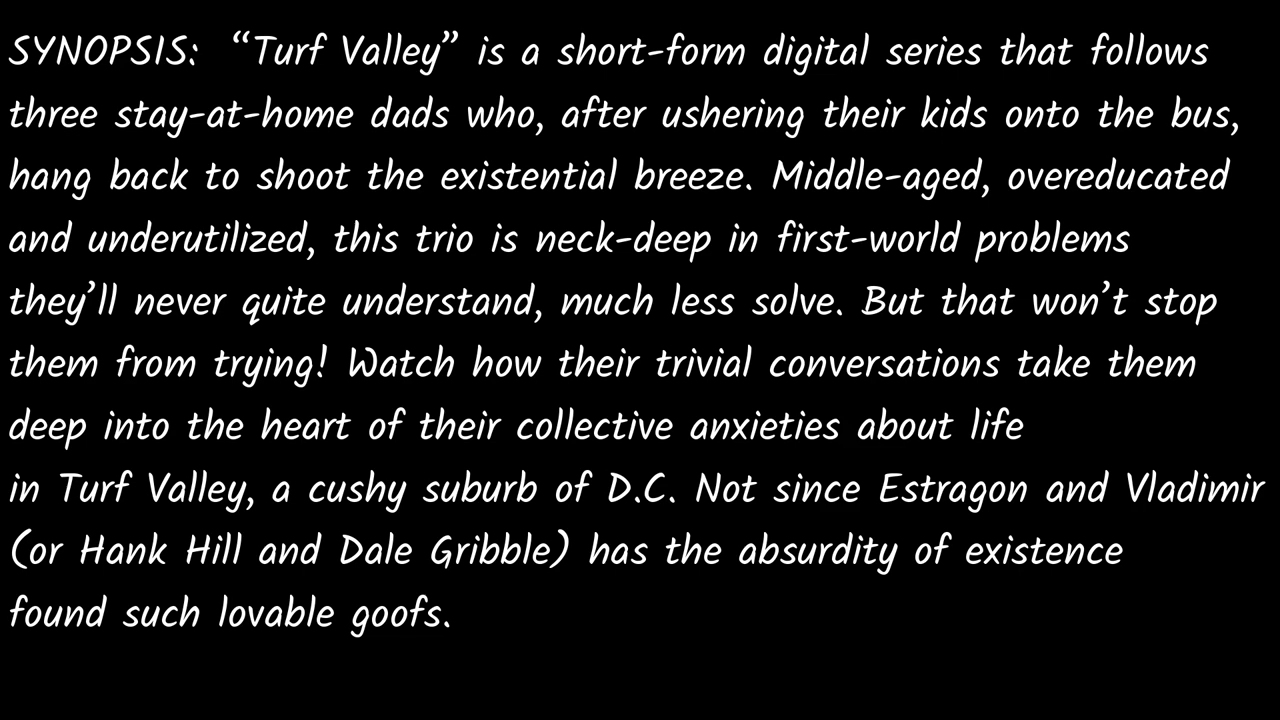 SYNOPSIS: “Turf Valley” is a short-form digital series that follows
three stay-at-home dads who, after ushering their kids onto the bus,
hang back to shoot the existential breeze. Middle-aged, overeducated
and underutilized, this trio is neck-deep in first-world problems
they’ll never quite understand, much less solve. But that won’t stop
them from trying! Watch how their trivial conversations take them
deep into the heart of their collective anxieties about life
in Turf Valley, a cushy suburb of D.C. Not since Estragon and Vladimir
(or Hank Hill and Dale Gribble) has the absurdity of existence
found such lovable goofs.